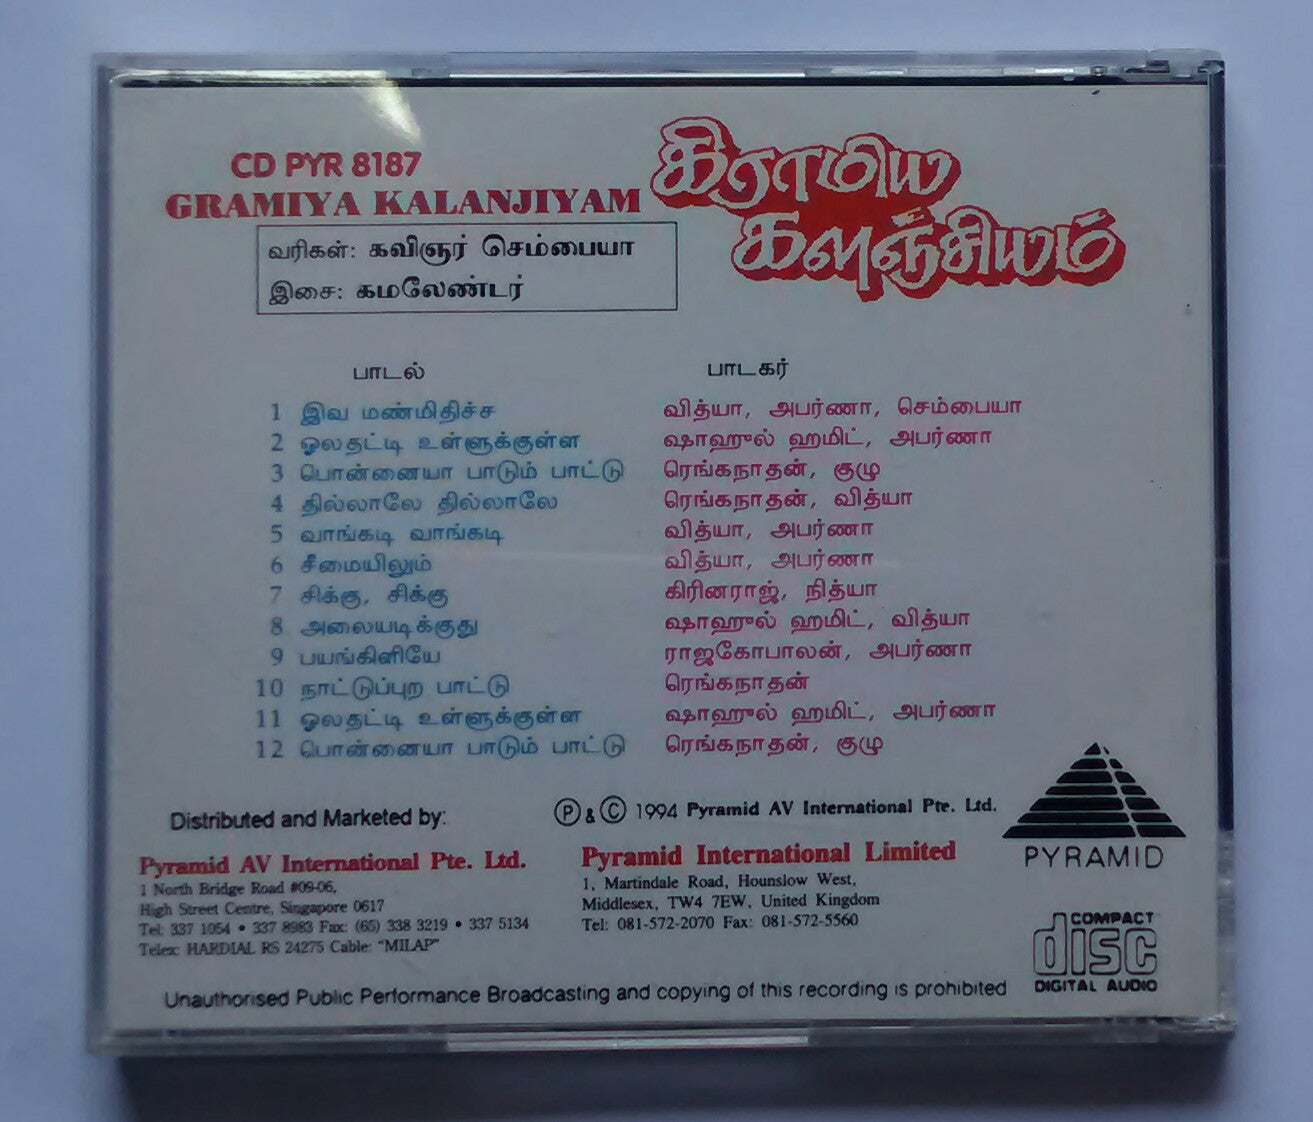 CD PYR 8187
GRAMIYA KALANJIYAM
கிராமிய
களஞ்சியம்
வரிகள்: கவிஞர் செம்பையா
இசை: கமலேண்டர்
பாடல் பாடகர்
1 இவ மண்மிதிச்ச வித்யா, அபர்ணா, செம்பையா
2 ஓலதட்டி உள்ளுக்குள்ள ஷாஹுல் ஹமிட், அபர்ணா
3 பொன்னையா பாடும் பாட்டு ரெங்கநாதன், குழு
4 தில்லாலே தில்லாலே ரெங்கநாதன், வித்யா
5 வாங்கடி வாங்கடி வித்யா, அபர்ணா
6 சீமையிலும் வித்யா, அபர்ணா
7 சிக்கு, சிக்கு கிரினராஜ், நித்யா
8 அலையடிக்குது ஷாஹுல் ஹமிட், வித்யா
9 பயங்கிளியே ராஜகோபாலன், அபர்ணா
10 நாட்டுப்புற பாட்டு ரெங்கநாதன்
11 ஓலதட்டி உள்ளுக்குள்ள ஷாஹுல் ஹமிட், அபர்ணா
12 பொன்னையா பாடும் பாட்டு ரெங்கநாதன், குழு
Distributed and Marketed by: Ⓟ & Ⓒ 1994 Pyramid AV International Pte. Ltd.
Pyramid AV International Pte. Ltd.
1 North Bridge Road #09-06,
High Street Centre, Singapore 0617
Tel: 337 1054 • 337 8983 Fax: (65) 338 3219 • 337 5134
Telex: HARDIAL RS 24275 Cable: "MILAP"
Pyramid International Limited
1, Martindale Road, Hounslow West,
Middlesex, TW4 7EW, United Kingdom
Tel: 081-572-2070 Fax: 081-572-5560
PYRAMID
COMPACT
disc
DIGITAL AUDIO
Unauthorised Public Performance Broadcasting and copying of this recording is prohibited